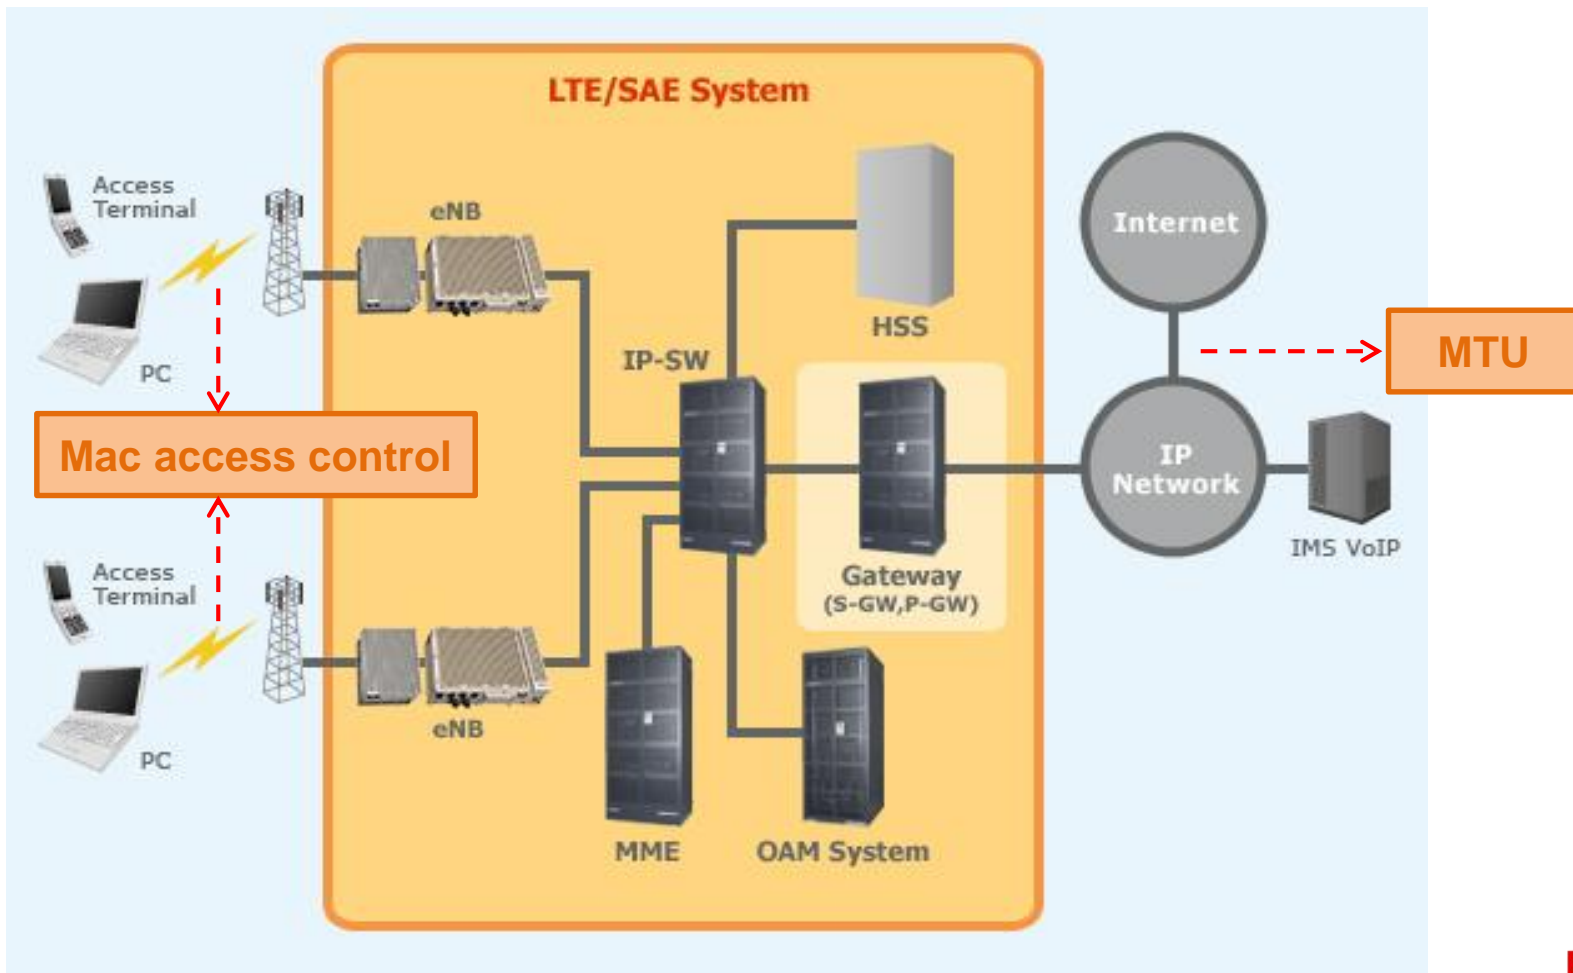 LTE/SAE System
Access
Terminal
eNB
PC
HSS
IP-SW
Internet
MTU
Mac access control
IP
Network
IMS VoIP
Gateway
(S-GW,P-GW)
Access
Terminal
PC
eNB
MME
OAM System